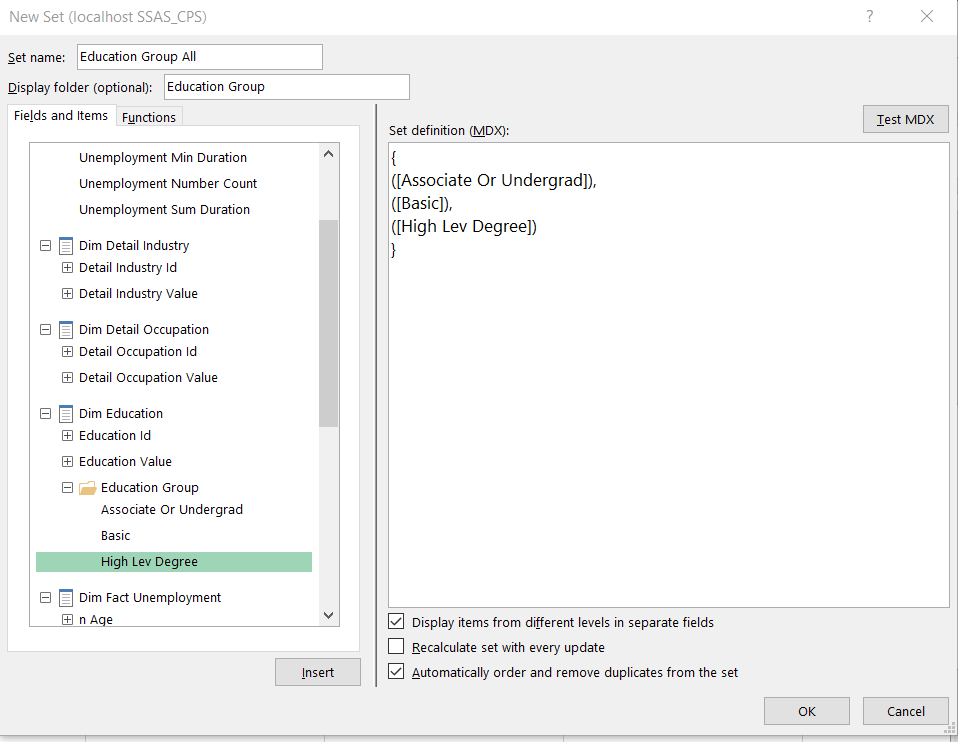 New Set (localhost SSAS_CPS)
?
Set name: Education Group All
Display folder (optional): Education Group
Fields and Items
Functions
Unemployment Min Duration
Unemployment Number Count
Unemployment Sum Duration
Dim Detail Industry
Detail Industry Id
Detail Industry Value
Dim Detail Occupation
Detail Occupation Id
Detail Occupation Value
Dim Education
Education Id
Education Value
Education Group
Associate Or Undergrad
Basic
High Lev Degree
Dim Fact Unemployment
n Age
Insert
Test MDX
Set definition (MDX):
{
([Associate Or Undergrad]),
([Basic]),
([High Lev Degree])
}
Display items from different levels in separate fields
Recalculate set with every update
Automatically order and remove duplicates from the set
OK
Cancel